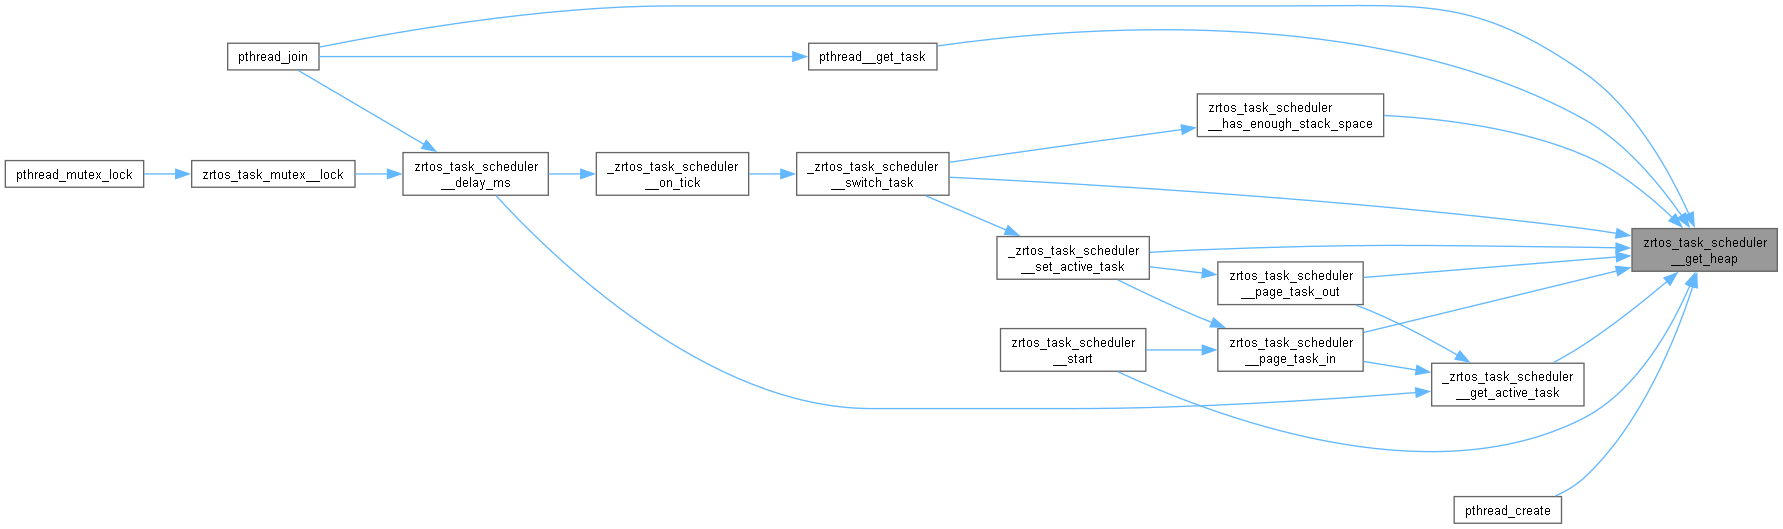 pthread_join
pthread__get_task
zrtos_task_scheduler
__has_enough_stack_space
pthread_mutex_lock
zrtos_task_mutex__lock
zrtos_task_scheduler
__delay_ms
_zrtos_task_scheduler
__on_tick
_zrtos_task_scheduler
__switch_task
zrtos_task_scheduler
__get_heap
_zrtos_task_scheduler
__set_active_task
zrtos_task_scheduler
__page_task_out
zrtos_task_scheduler
__start
zrtos_task_scheduler
__page_task_in
_zrtos_task_scheduler
__get_active_task
pthread_create